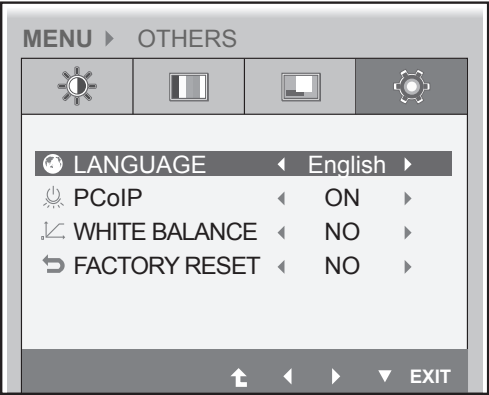 MENU OTHERS
LANGUAGE English
PCoIP ON
WHITE BALANCE NO
FACTORY RESET NO
EXIT